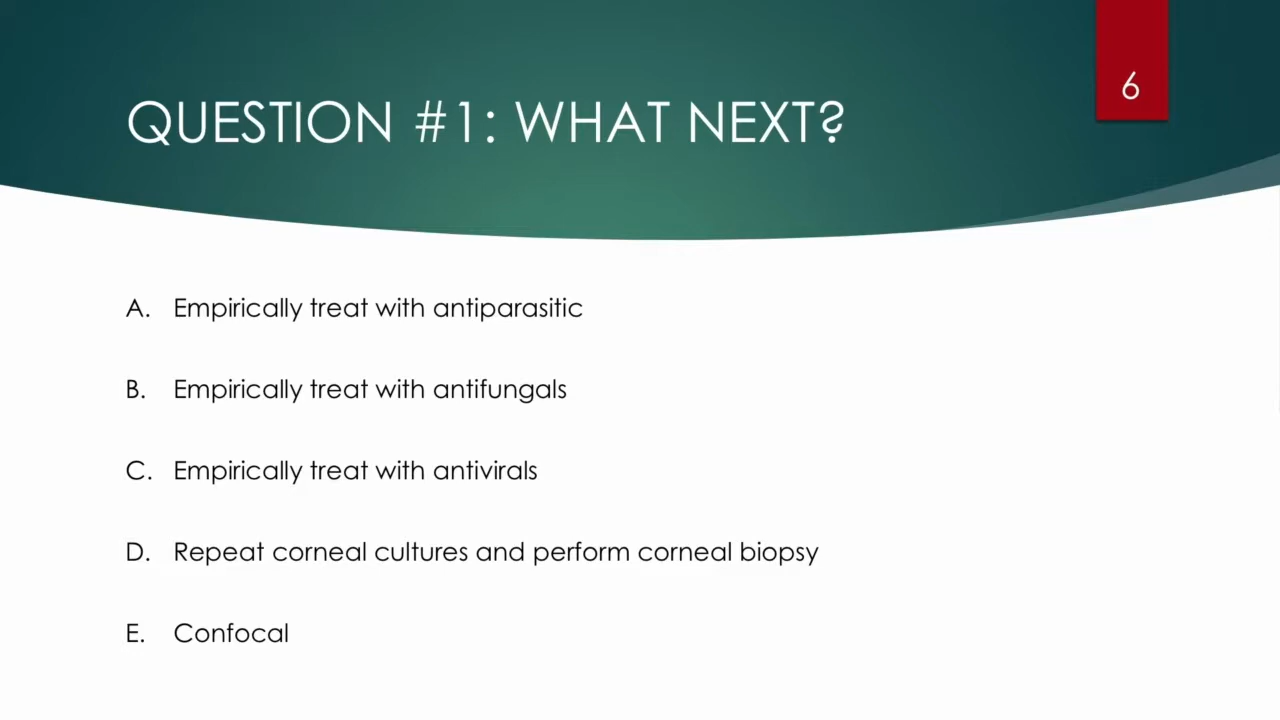 6
QUESTION #1: WHAT NEXT?
A. Empirically treat with antiparasitic
B. Empirically treat with antifungals
C. Empirically treat with antivirals
D. Repeat corneal cultures and perform corneal biopsy
E. Confocal